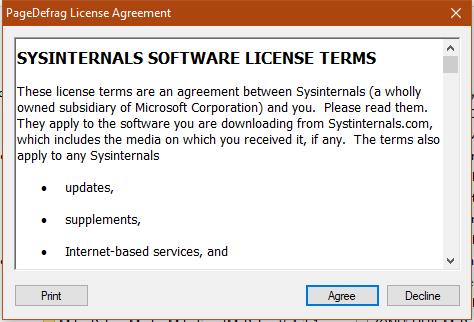 PageDefrag License Agreement
SYSINTERNALS SOFTWARE LICENSE TERMS
These license terms are an agreement between Sysinternals (a wholly
owned subsidiary of Microsoft Corporation) and you.  Please read them.
They apply to the software you are downloading from Systinternals.com,
which includes the media on which you received it, if any.  The terms also
apply to any Sysinternals
• updates,
• supplements,
• Internet-based services, and
Print Agree Decline